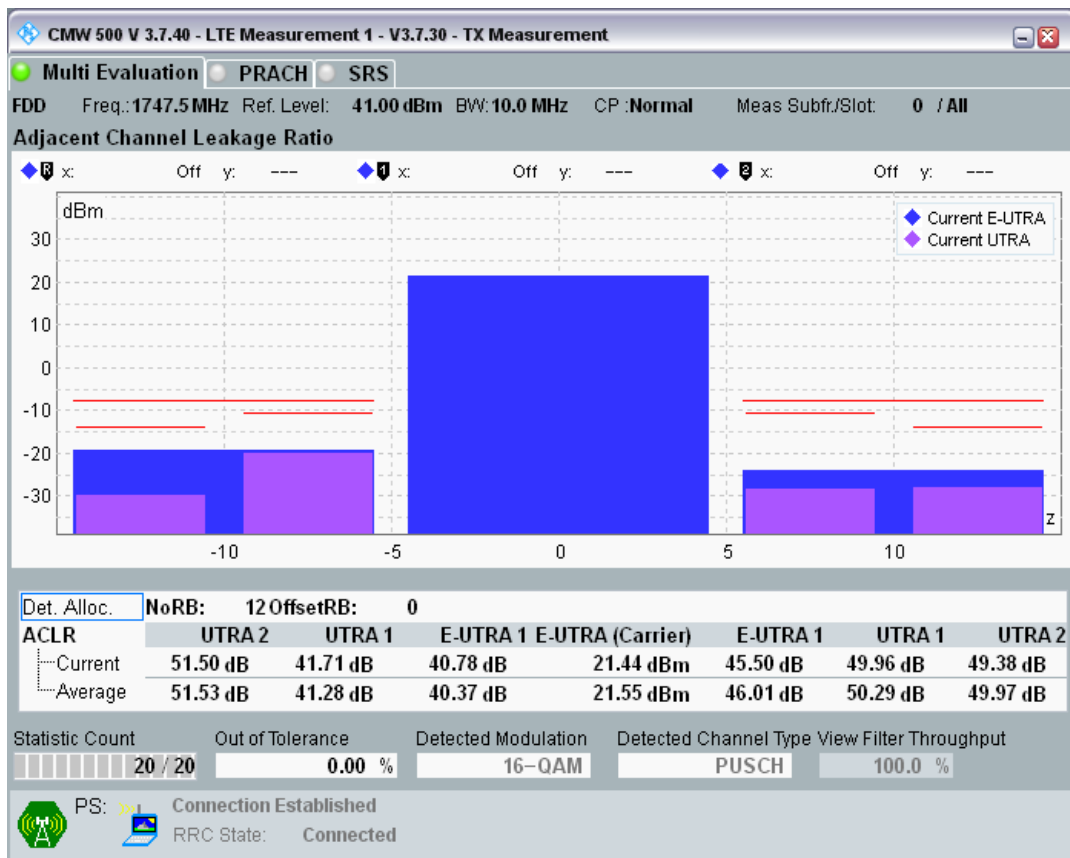 CMW 500 V 3.7.40 - LTE Measurement 1 - V3.7.30 - TX Measurement
Multi Evaluation PRACH SRS
FDD Freq.: 1747.5 MHz Ref. Level: 41.00 dBm BW: 10.0 MHz CP : Normal Meas Subfr./Slot: 0 / All
Adjacent Channel Leakage Ratio
R x: Off y: --- 1 x: Off y: --- 2 x: Off y: ---
dBm
Current E-UTRA
Current UTRA
30
20
10
0
-10
-20
-30
z
-10 -5 0 5 10
Det. Alloc. NoRB: 12 OffsetRB: 0
ACLR UTRA 2 UTRA 1 E-UTRA 1 E-UTRA (Carrier) E-UTRA 1 UTRA 1 UTRA 2
Current 51.50 dB 41.71 dB 40.78 dB 21.44 dBm 45.50 dB 49.96 dB 49.38 dB
Average 51.53 dB 41.28 dB 40.37 dB 21.55 dBm 46.01 dB 50.29 dB 49.97 dB
Statistic Count Out of Tolerance Detected Modulation Detected Channel Type View Filter Throughput
20 / 20 0.00 % 16-QAM PUSCH 100.0 %
PS: Connection Established
RRC State: Connected